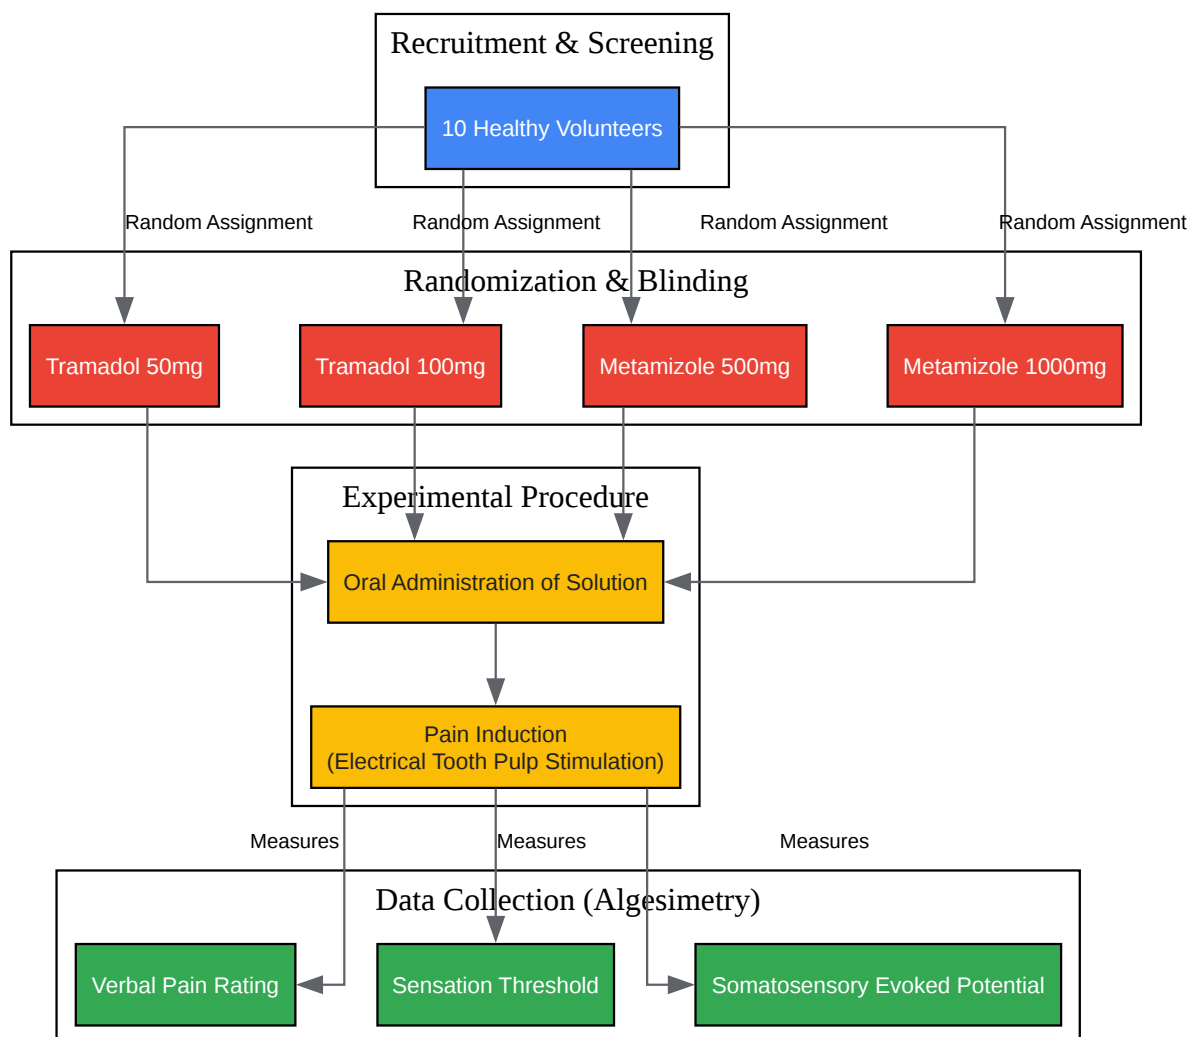 Recruitment & Screening
10 Healthy Volunteers
Random Assignment
Random Assignment
Random Assignment
Random Assignment
Randomization & Blinding
Tramadol 50mg
Tramadol 100mg
Metamizole 500mg
Metamizole 1000mg
Experimental Procedure
Oral Administration of Solution
Pain Induction
(Electrical Tooth Pulp Stimulation)
Measures
Measures
Measures
Data Collection (Algesimetry)
Verbal Pain Rating
Sensation Threshold
Somatosensory Evoked Potential